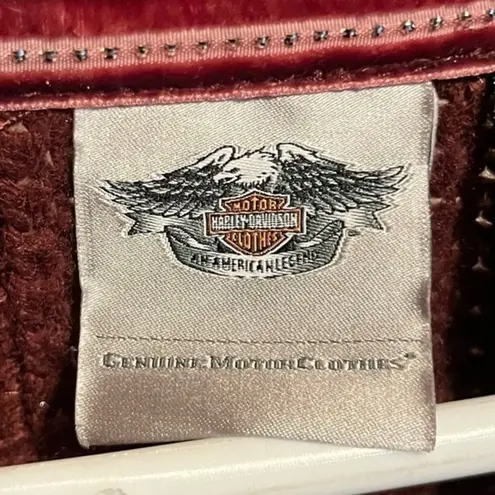 MOTOR
HARLEY-DAVIDSON
CLOTHES
AN AMERICAN LEGEND
GENUINE MOTORCLOTHES®